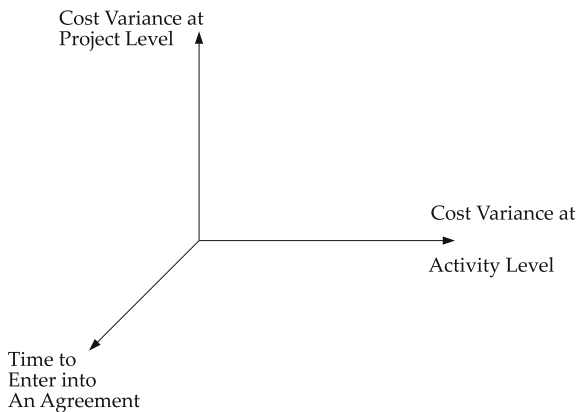 Cost Variance at
Project Level
Cost Variance at
Activity Level
Time to
Enter into
An Agreement